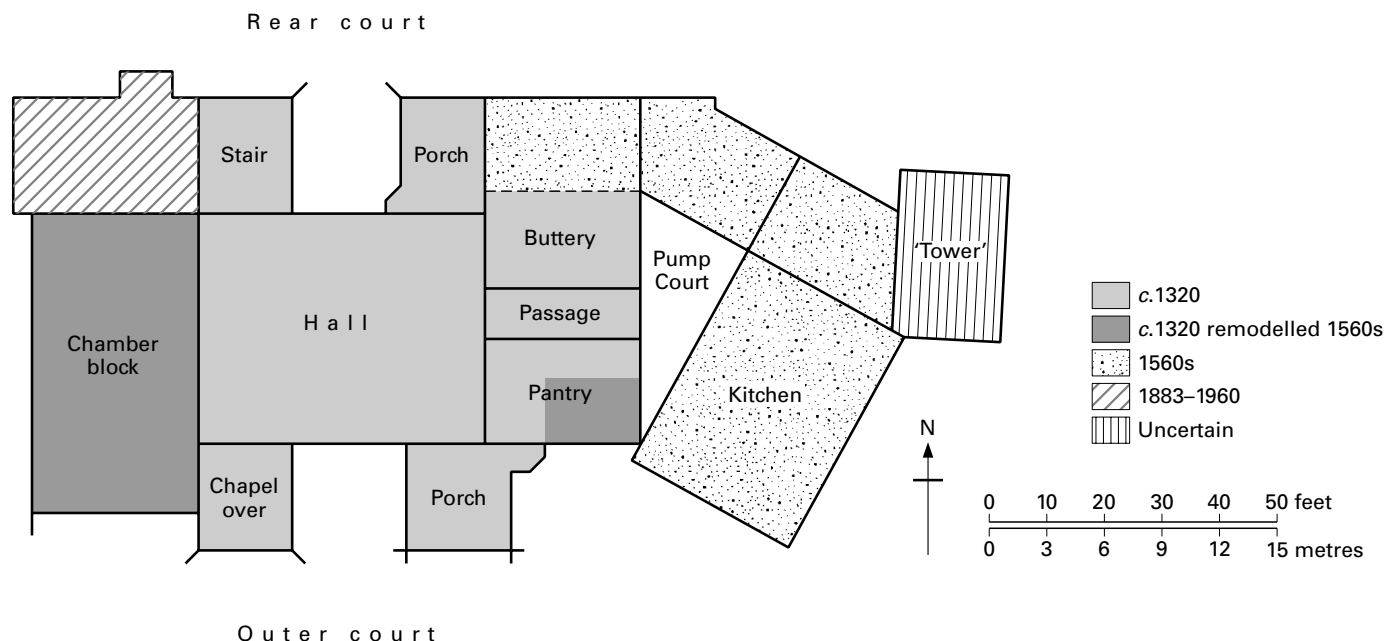 Rear court
Stair
Porch
Buttery
Pump
Court
'Tower'
Hall
Passage
Chamber
block
Pantry
Kitchen
Chapel
over
Porch
Outer court
c.1320
c.1320 remodelled 1560s
1560s
1883–1960
Uncertain
N
0 10 20 30 40 50 feet
0 3 6 9 12 15 metres